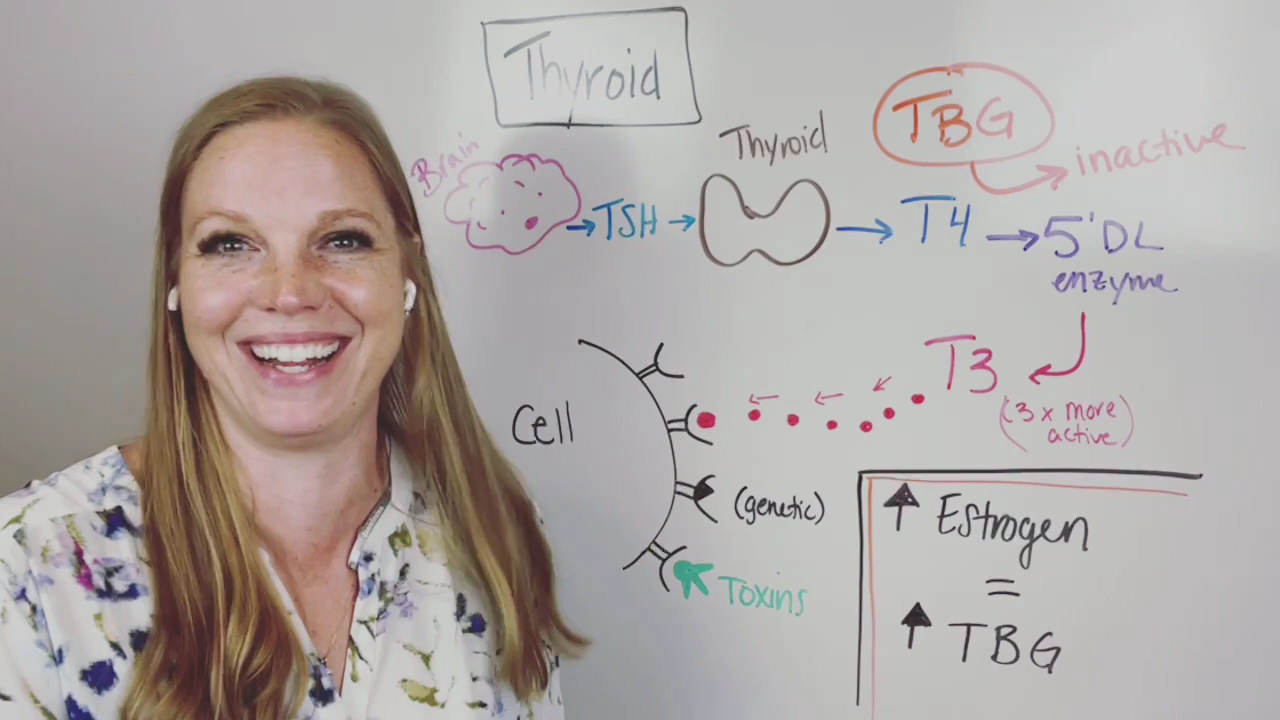 Thyroid
Brain
TSH
Thyroid
TBG
inactive
T4
5'DL
enzyme
T3
(3 x more
active)
Cell
(genetic)
Toxins
Estrogen
=
TBG